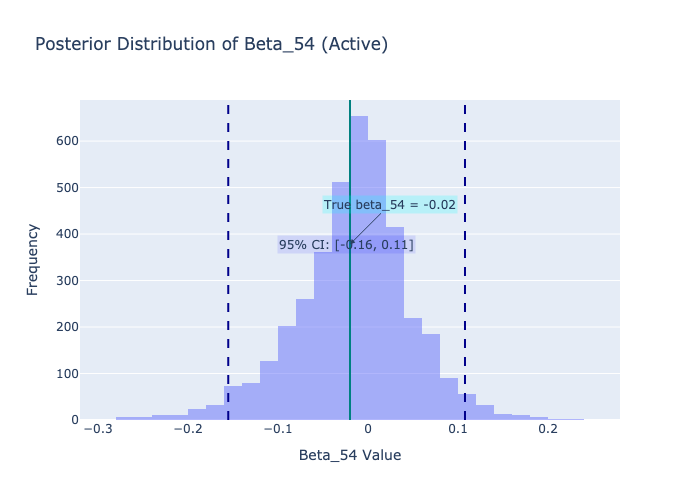 Posterior Distribution of Beta_54 (Active)
Frequency
600
500
400
300
200
100
0
True beta_54 = -0.02
95% CI: [-0.16, 0.11]
−0.3
−0.2
−0.1
0
0.1
0.2
Beta_54 Value